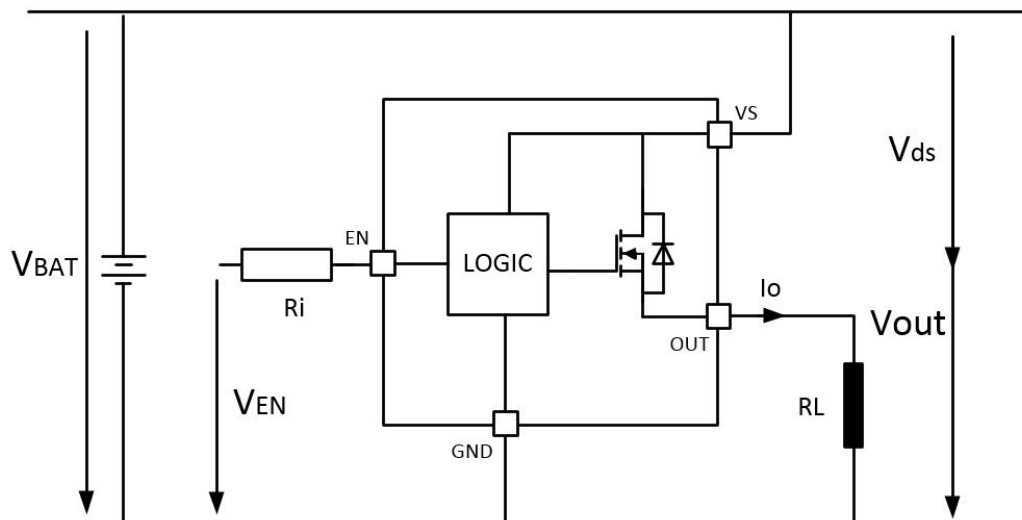 VS
Vds
EN
VBAT
LOGIC
Ri
Io
Vout
OUT
VEN
RL
GND